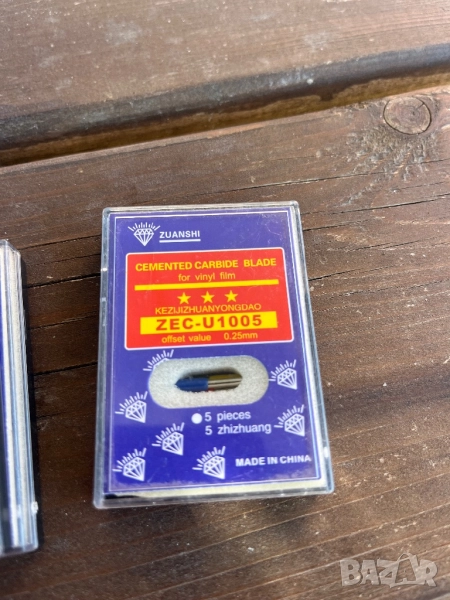 ZUANSHI
CEMENTED CARBIDE BLADE
for vinyl film
KEZIJIZHUANYONGDAO
ZEC-U1005
offset value 0.25mm
5 pieces
5 zhizhuang
MADE IN CHINA
BAZAR